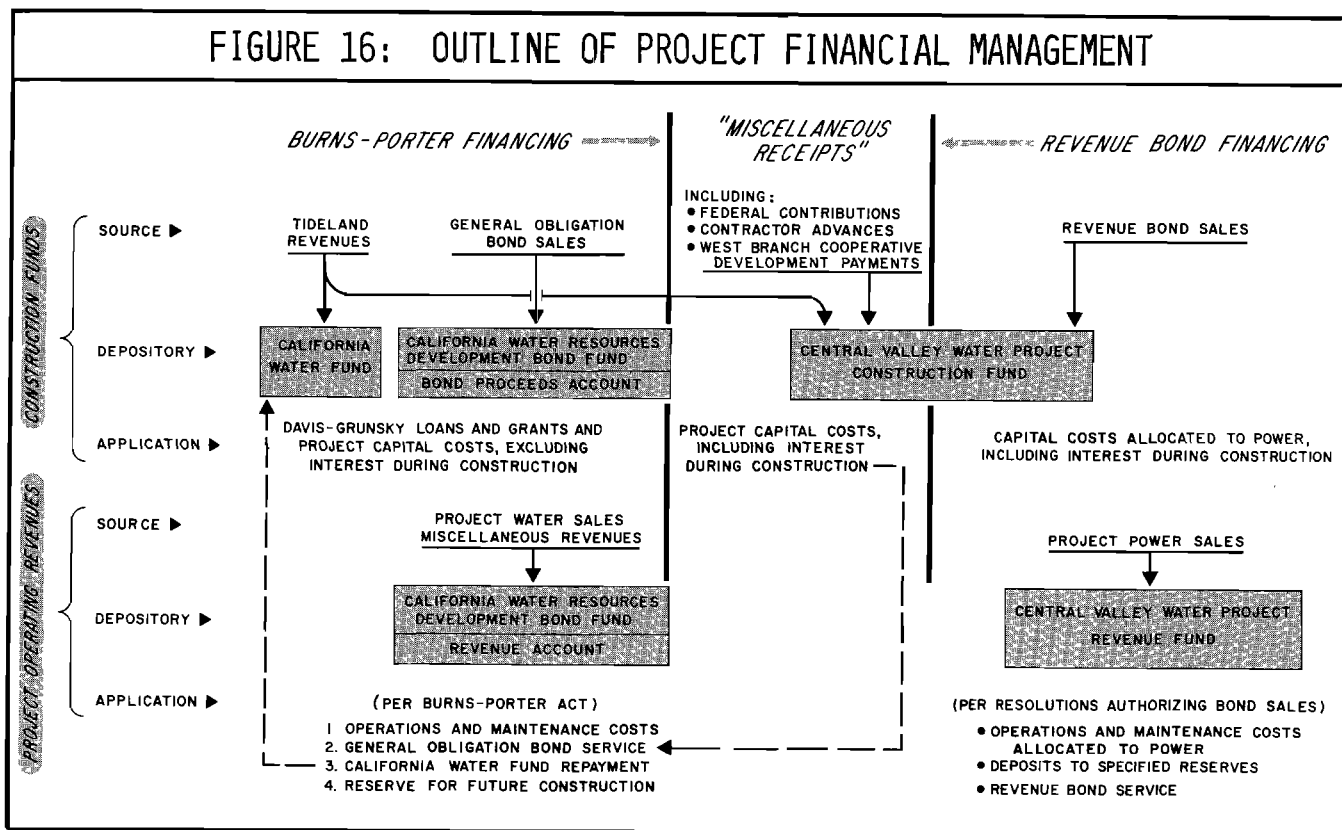 FIGURE 16: OUTLINE OF PROJECT FINANCIAL MANAGEMENT
BURNS-PORTER FINANCING
"MISCELLANEOUS
RECEIPTS"
REVENUE BOND FINANCING
CONSTRUCTION FUNDS
SOURCE ►
TIDELAND
REVENUES
GENERAL OBLIGATION
BOND SALES
INCLUDING:
• FEDERAL CONTRIBUTIONS
• CONTRACTOR ADVANCES
• WEST BRANCH COOPERATIVE
DEVELOPMENT PAYMENTS
REVENUE BOND SALES
DEPOSITORY ►
CALIFORNIA
WATER FUND
CALIFORNIA WATER RESOURCES
DEVELOPMENT BOND FUND
BOND PROCEEDS ACCOUNT
CENTRAL VALLEY WATER PROJECT
CONSTRUCTION FUND
APPLICATION ►
DAVIS-GRUNSKY LOANS AND GRANTS AND
PROJECT CAPITAL COSTS, EXCLUDING
INTEREST DURING CONSTRUCTION
PROJECT CAPITAL COSTS,
INCLUDING INTEREST
DURING CONSTRUCTION
CAPITAL COSTS ALLOCATED TO POWER,
INCLUDING INTEREST DURING CONSTRUCTION
PROJECT OPERATING REVENUES
SOURCE ►
PROJECT WATER SALES
MISCELLANEOUS REVENUES
PROJECT POWER SALES
DEPOSITORY ►
CALIFORNIA WATER RESOURCES
DEVELOPMENT BOND FUND
REVENUE ACCOUNT
CENTRAL VALLEY WATER PROJECT
REVENUE FUND
APPLICATION ►
(PER BURNS-PORTER ACT)
1 OPERATIONS AND MAINTENANCE COSTS
2. GENERAL OBLIGATION BOND SERVICE
3. CALIFORNIA WATER FUND REPAYMENT
4. RESERVE FOR FUTURE CONSTRUCTION
(PER RESOLUTIONS AUTHORIZING BOND SALES)
• OPERATIONS AND MAINTENANCE COSTS
ALLOCATED TO POWER
• DEPOSITS TO SPECIFIED RESERVES
• REVENUE BOND SERVICE